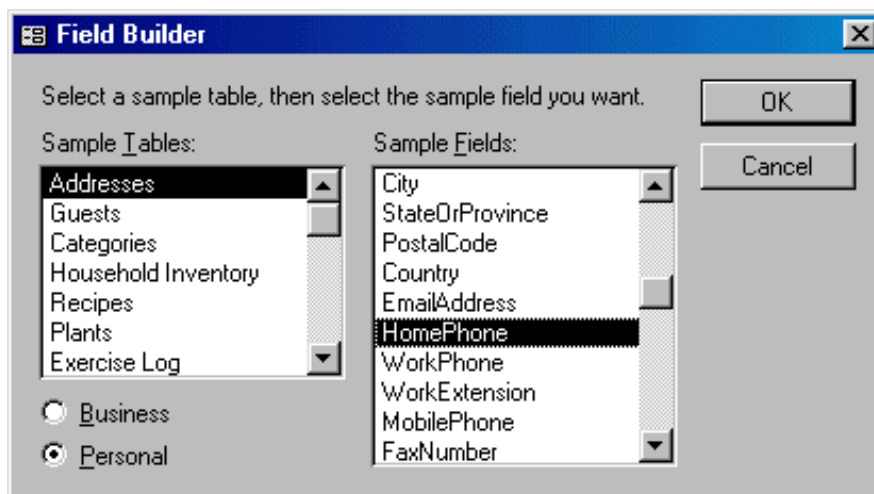 Field Builder
Select a sample table, then select the sample field you want.
OK
Cancel
Sample Tables:
Addresses
Guests
Categories
Household Inventory
Recipes
Plants
Exercise Log
Business
Personal
Sample Fields:
City
StateOrProvince
PostalCode
Country
EmailAddress
HomePhone
WorkPhone
WorkExtension
MobilePhone
FaxNumber